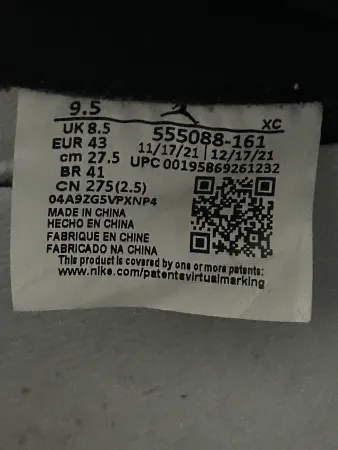 9.5 XC
UK 8.5 555088-161
EUR 43 11/17/21 | 12/17/21
cm 27.5 UPC 00195869261232
BR 41
CN 275(2.5)
04A9ZG5VPXNP4
MADE IN CHINA
HECHO EN CHINA
FABRIQUE EN CHINE
FABRICADO NA CHINA
This product is covered by one or more patents:
www.nike.com/patentsvirtualmarking